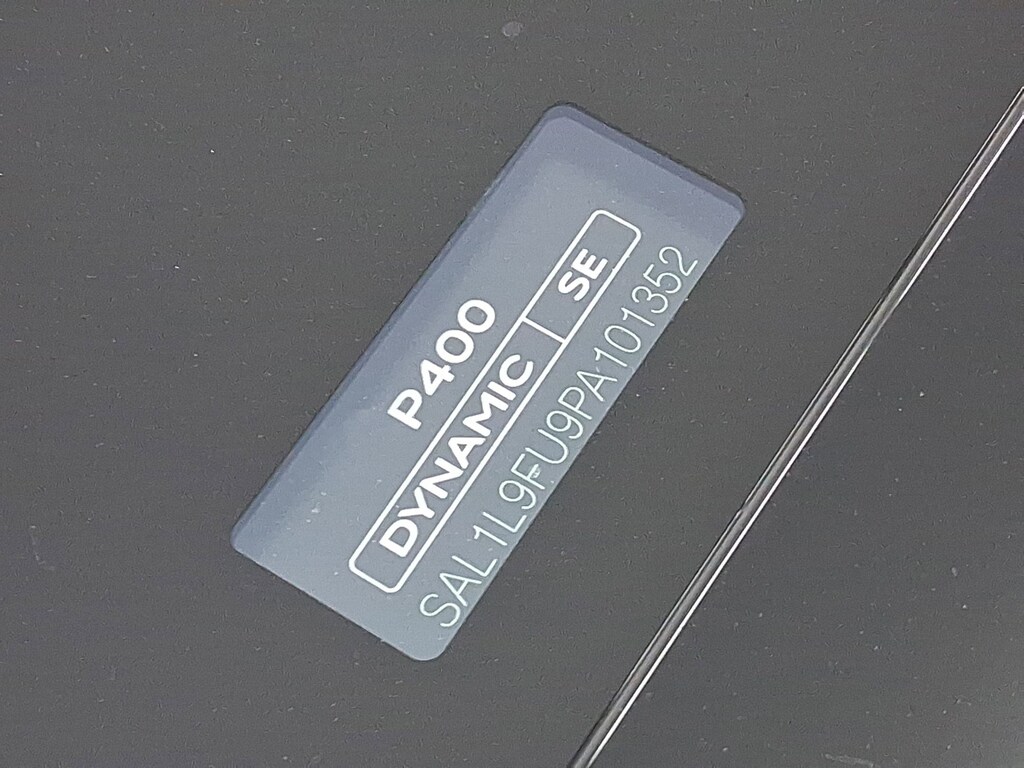 P400
DYNAMIC | SE
SAL1L9FU9PA101352